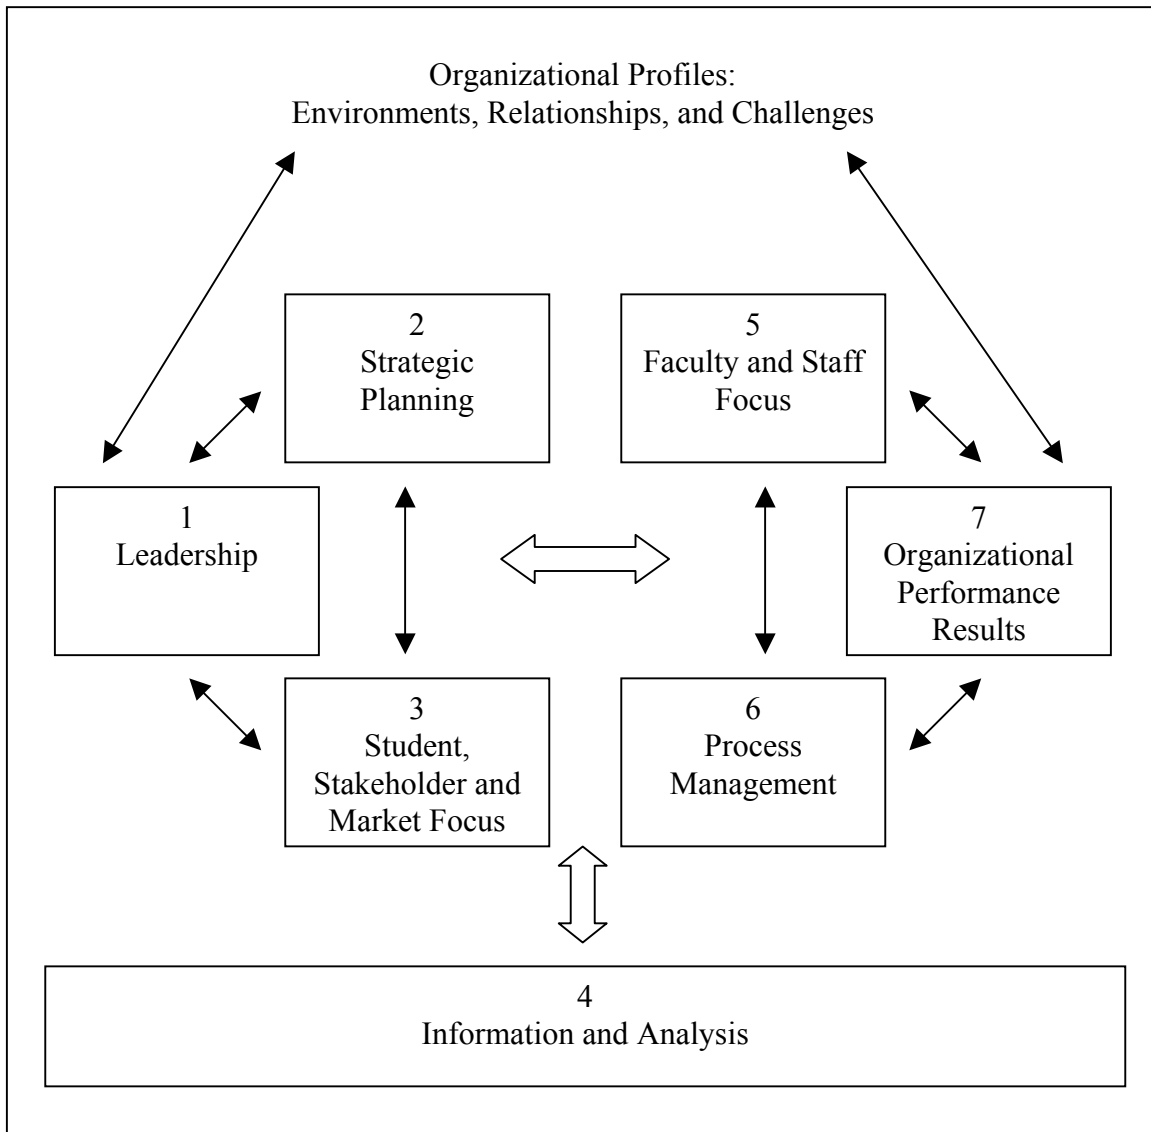 Organizational Profiles:
Environments, Relationships, and Challenges
2
Strategic
Planning
5
Faculty and Staff
Focus
1
Leadership
7
Organizational
Performance
Results
3
Student,
Stakeholder and
Market Focus
6
Process
Management
4
Information and Analysis